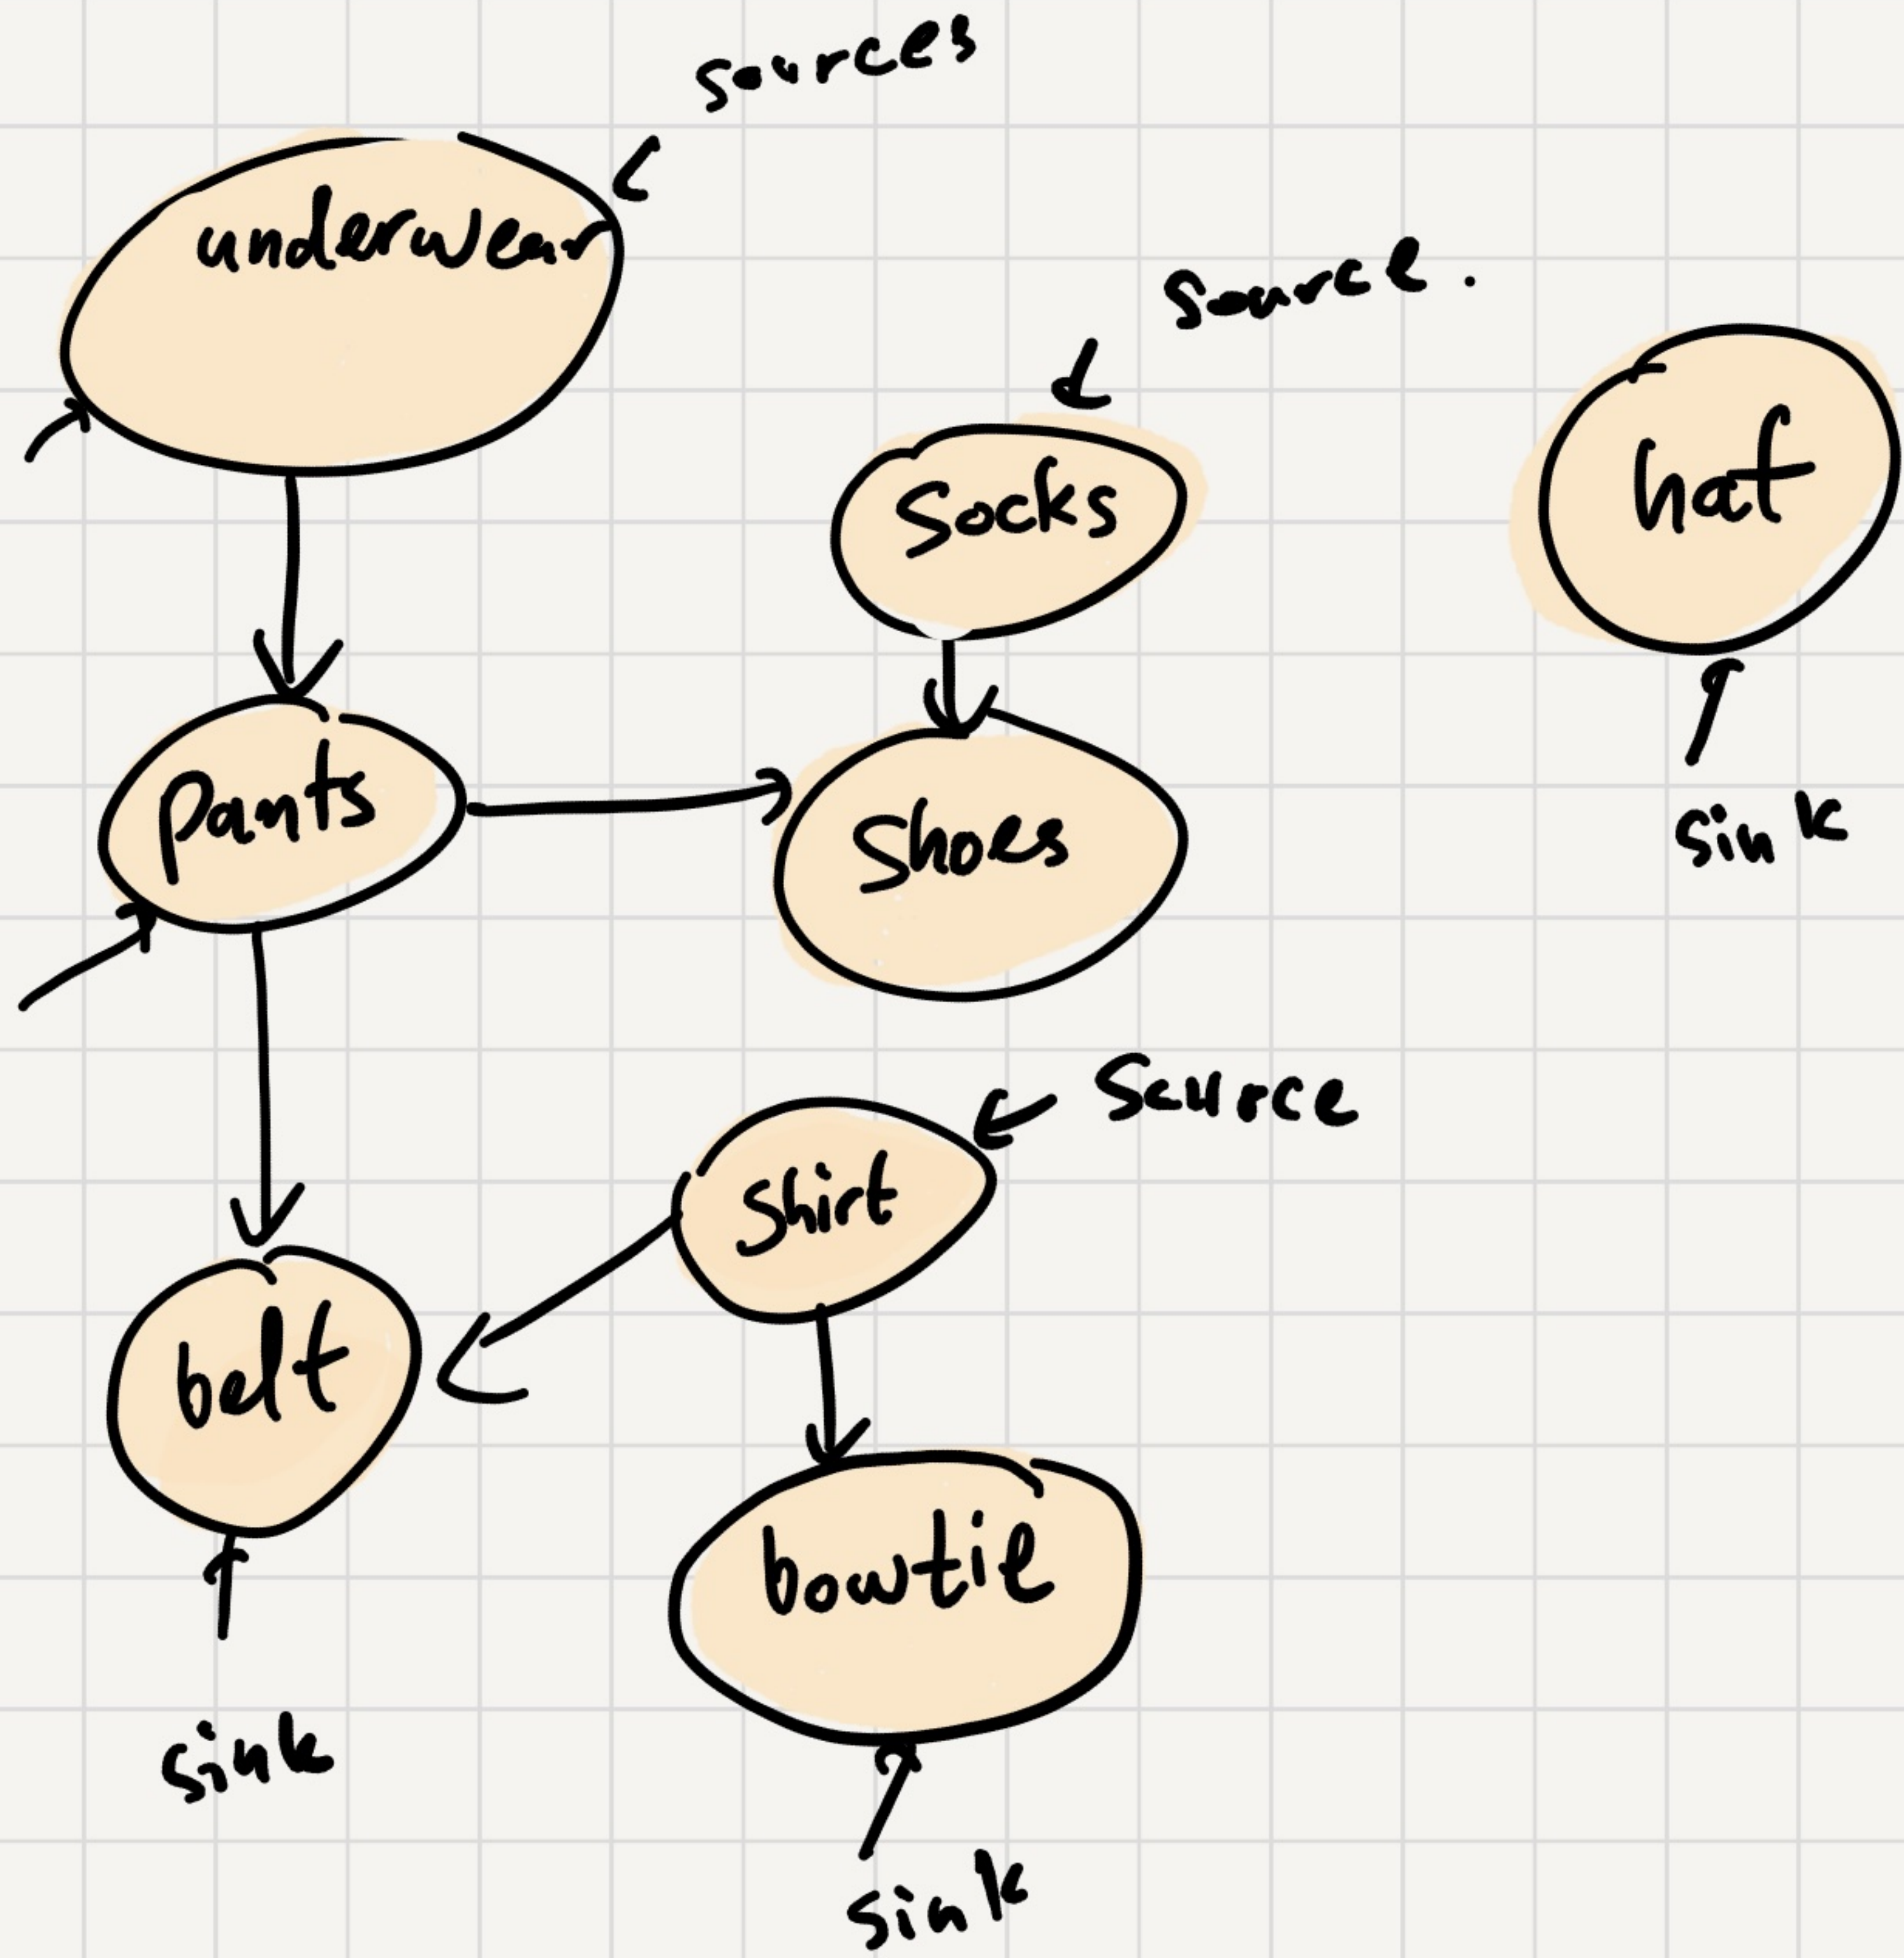 sources
underwear
source.
socks
hat
pants
shoes
sink
source
shirt
belt
bowtie
sink
sink